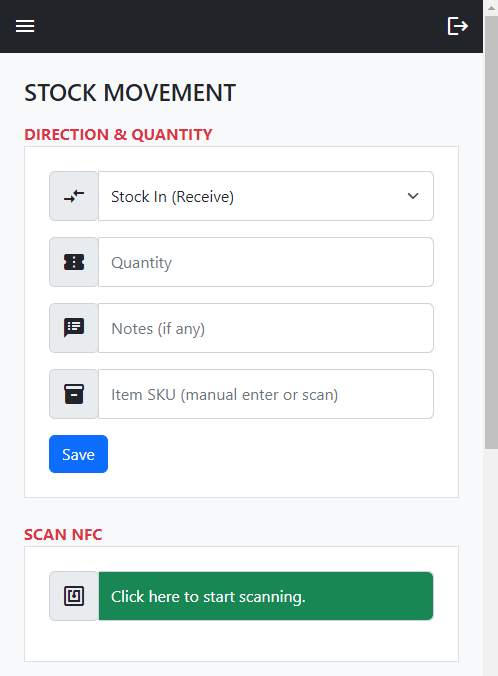 STOCK MOVEMENT
DIRECTION & QUANTITY
Stock In (Receive)
Quantity
Notes (if any)
Item SKU (manual enter or scan)
Save
SCAN NFC
Click here to start scanning.